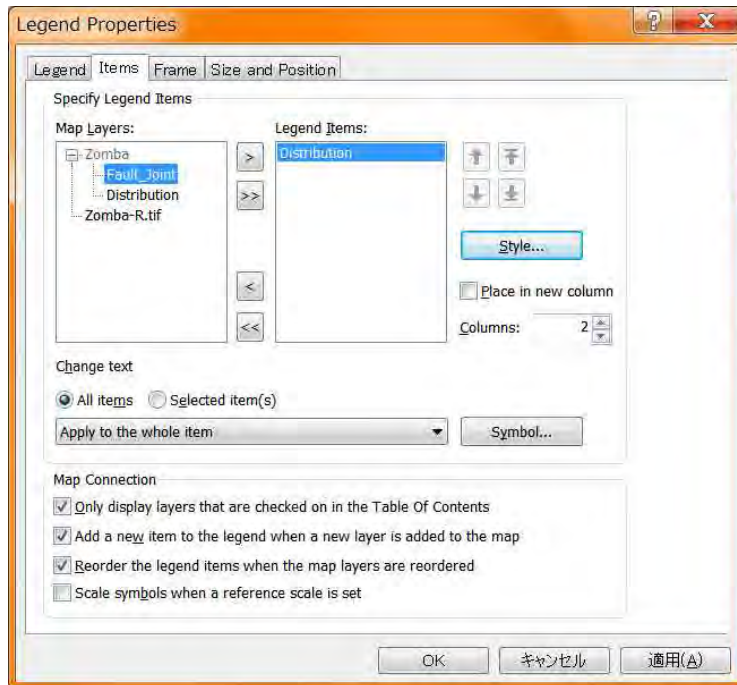 Legend Properties
Legend Items Frame Size and Position
Specify Legend Items
Map Layers: Legend Items:
Zomba
Fault_Joint
Distribution
Zomba-R.tif
>
>>
<
<<
Distribution
Style...
Place in new column
Columns: 2
Change text
All items Selected item(s)
Apply to the whole item Symbol...
Map Connection
Only display layers that are checked on in the Table Of Contents
Add a new item to the legend when a new layer is added to the map
Reorder the legend items when the map layers are reordered
Scale symbols when a reference scale is set
OK キャンセル 適用(A)